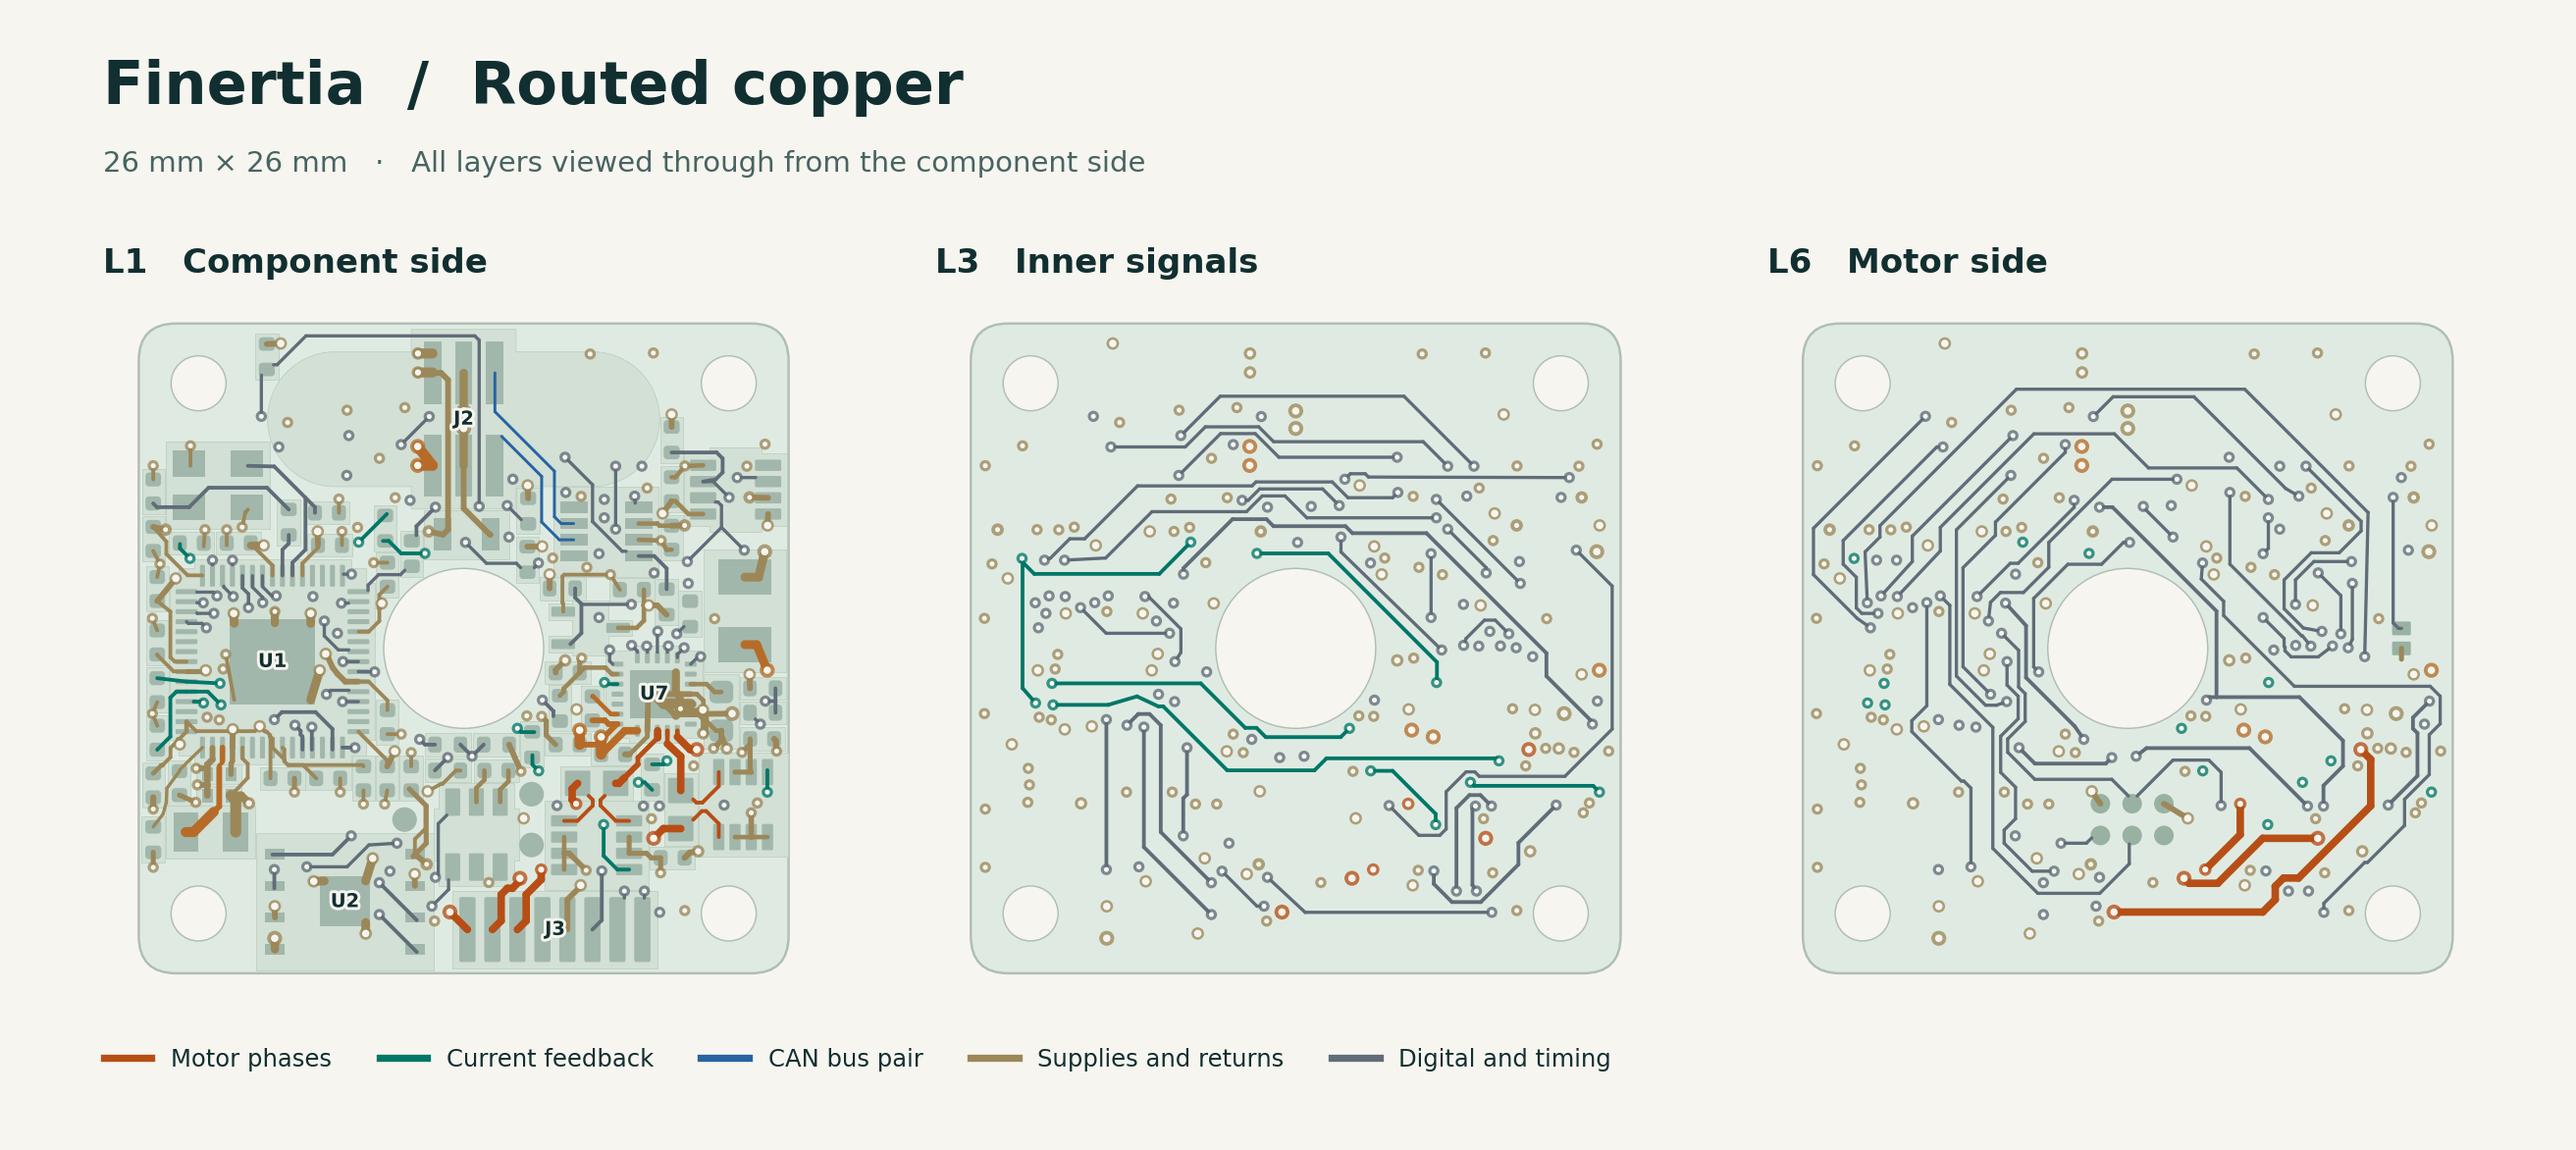 Finertia / Routed copper
26 mm × 26 mm · All layers viewed through from the component side
L1 Component side
L3 Inner signals
L6 Motor side
J2
U1
U7
U2
J3
Motor phases
Current feedback
CAN bus pair
Supplies and returns
Digital and timing